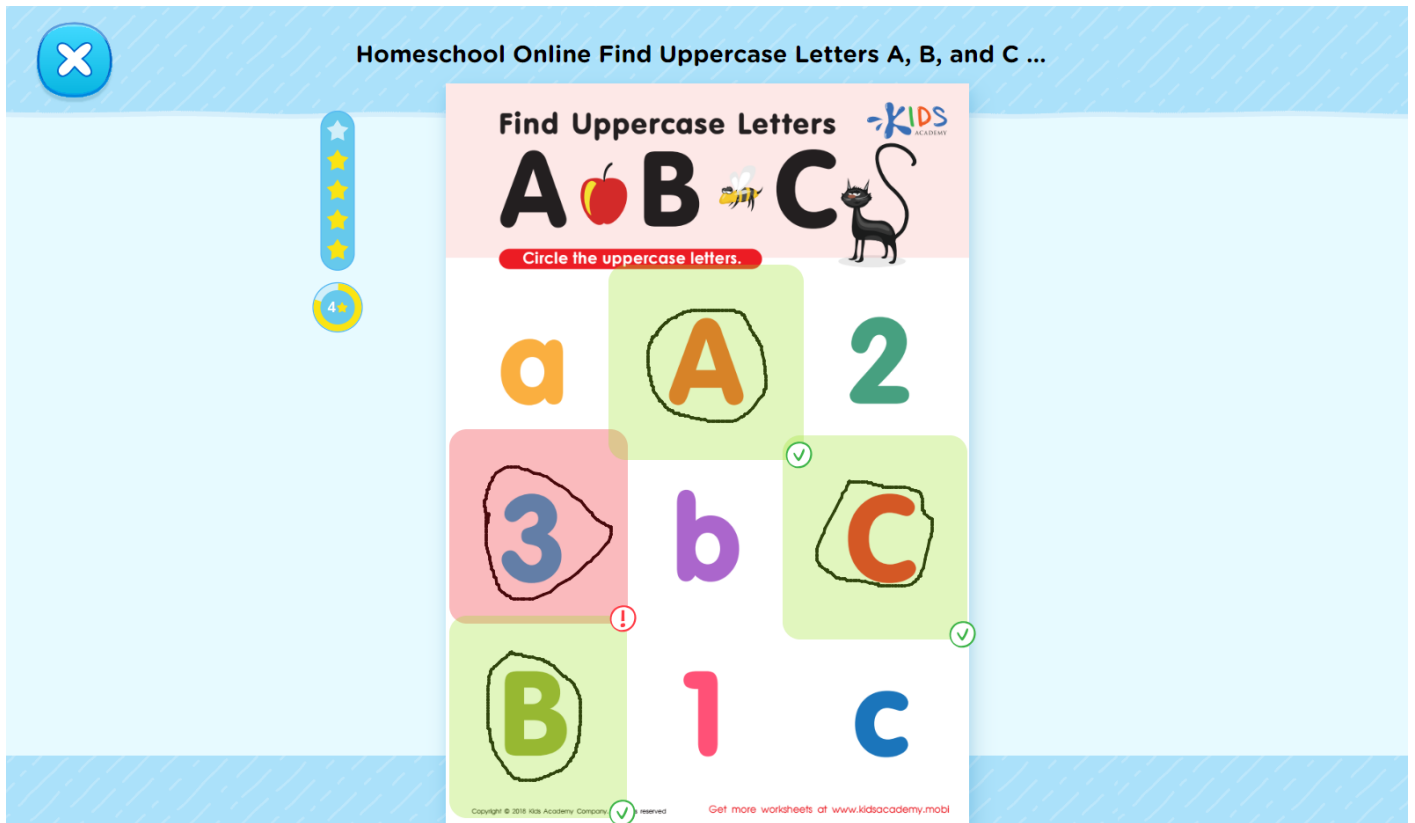 Homeschool Online Find Uppercase Letters A, B, and C ...
Find Uppercase Letters
KIDS
ACADEMY
A B C
Circle the uppercase letters.
4
a A 2
3 b C
B 1 c
Copyright © 2018 Kids Academy Company. reserved
Get more worksheets at www.kidsacademy.mobi